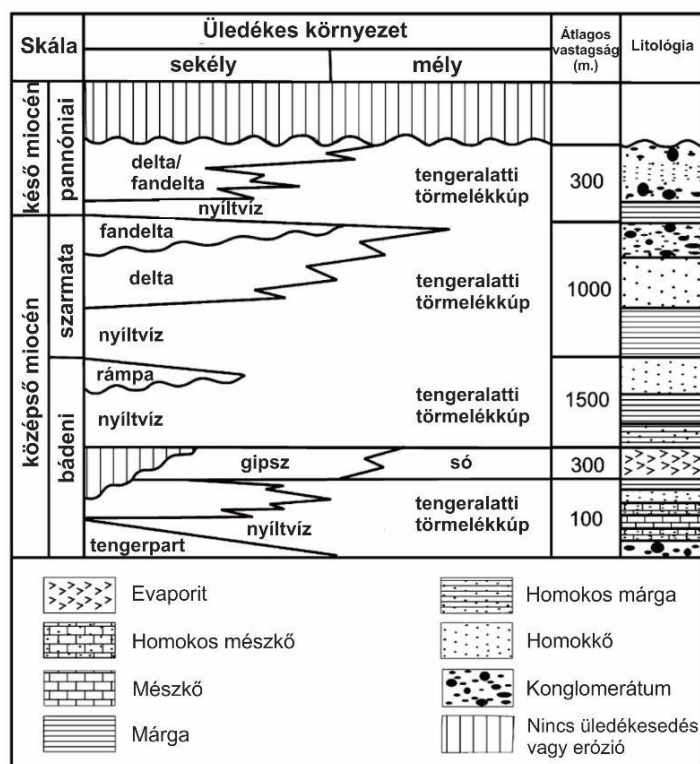 Skála
Üledékes környezet
sekély
mély
Átlagos
vastagság
(m.)
Litológia
késő miocén
pannóniai
delta/
fandelta
nyíltvíz
tengeralatti
törmelékkúp
300
középső miocén
szarmata
fandelta
delta
nyíltvíz
tengeralatti
törmelékkúp
1000
bádeni
rámpa
nyíltvíz
tengeralatti
törmelékkúp
1500
gipsz
só
300
nyíltvíz
tengerpart
tengeralatti
törmelékkúp
100
Evaporit
Homokos mészkő
Mészkő
Márga
Homokos márga
Homokkő
Konglomerátum
Nincs üledékesedés
vagy erózió